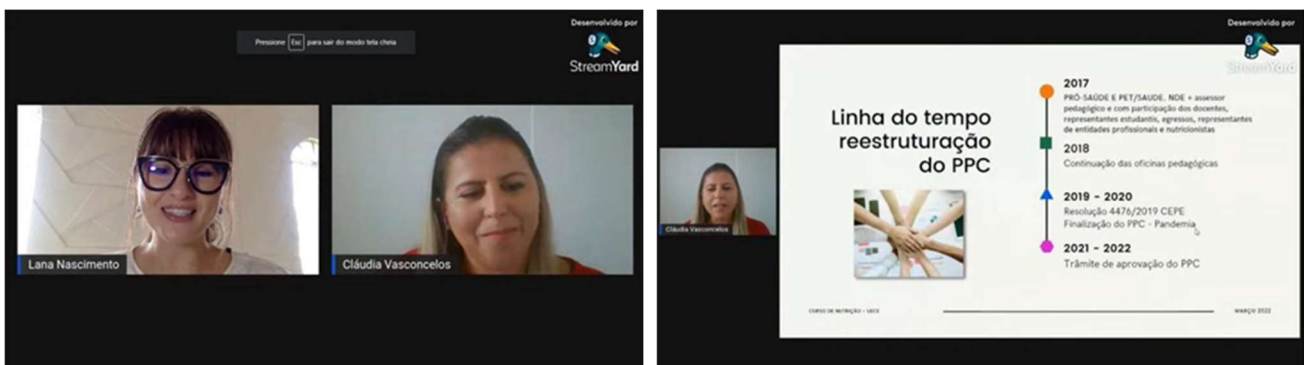 Desenvolvido por
StreamYard
Pressione Esc para sair do modo tela cheia
Lana Nascimento
Cláudia Vasconcelos
Desenvolvido por
StreamYard
Cláudia Vasconcelos
Linha do tempo
reestruturação
do PPC
2017
PRÓ-SAÚDE E PET/SAUDE. NDE + assessor
pedagógico e com participação dos docentes,
representantes estudantis, egressos, representantes
de entidades profissionais e nutricionistas
2018
Continuação das oficinas pedagógicas
2019 - 2020
Resolução 4476/2019 CEPE
Finalização do PPC - Pandemia
2021 - 2022
Trâmite de aprovação do PPC
CURSO DE NUTRIÇÃO - UECE
MARÇO 2022